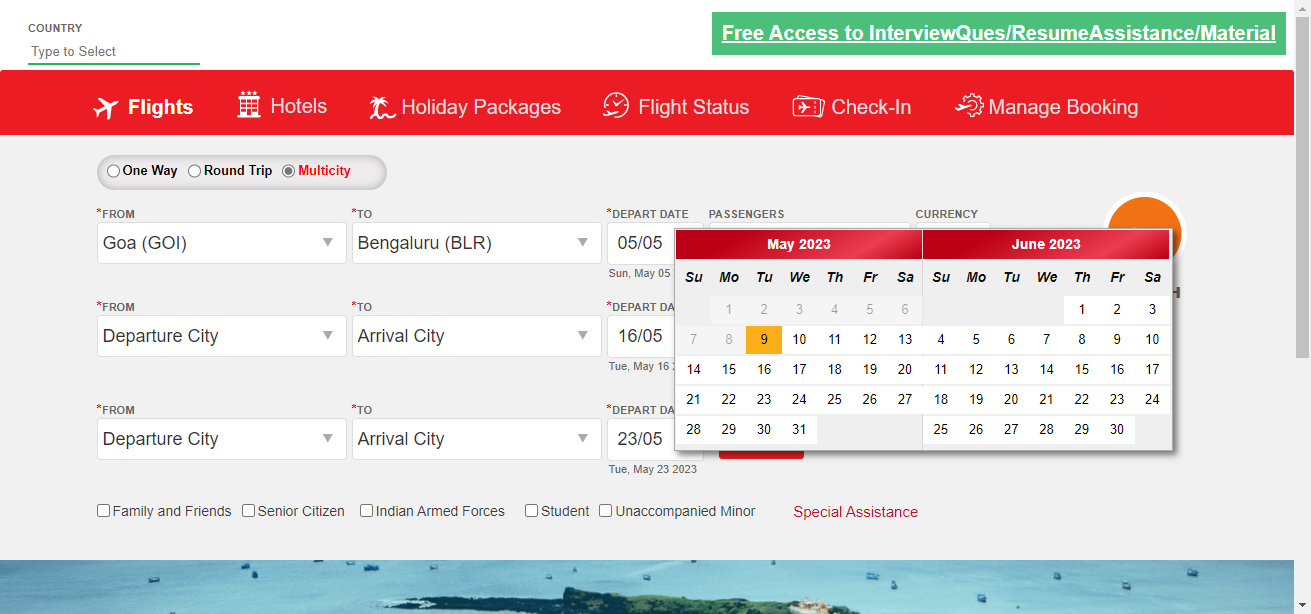 COUNTRY
Type to Select
Free Access to InterviewQues/ResumeAssistance/Material
Flights Hotels Holiday Packages Flight Status Check-In Manage Booking
One Way Round Trip Multicity
*FROM *TO *DEPART DATE PASSENGERS CURRENCY
Goa (GOI) Bengaluru (BLR) 05/05
Sun, May 05
May 2023 June 2023
Su Mo Tu We Th Fr Sa Su Mo Tu We Th Fr Sa
1 2 3 4 5 6 1 2 3
7 8 9 10 11 12 13 4 5 6 7 8 9 10
14 15 16 17 18 19 20 11 12 13 14 15 16 17
21 22 23 24 25 26 27 18 19 20 21 22 23 24
28 29 30 31 25 26 27 28 29 30
*FROM *TO *DEPART DA
Departure City Arrival City 16/05
Tue, May 16
*FROM *TO *DEPART DA
Departure City Arrival City 23/05
Tue, May 23 2023
Family and Friends Senior Citizen Indian Armed Forces Student Unaccompanied Minor Special Assistance